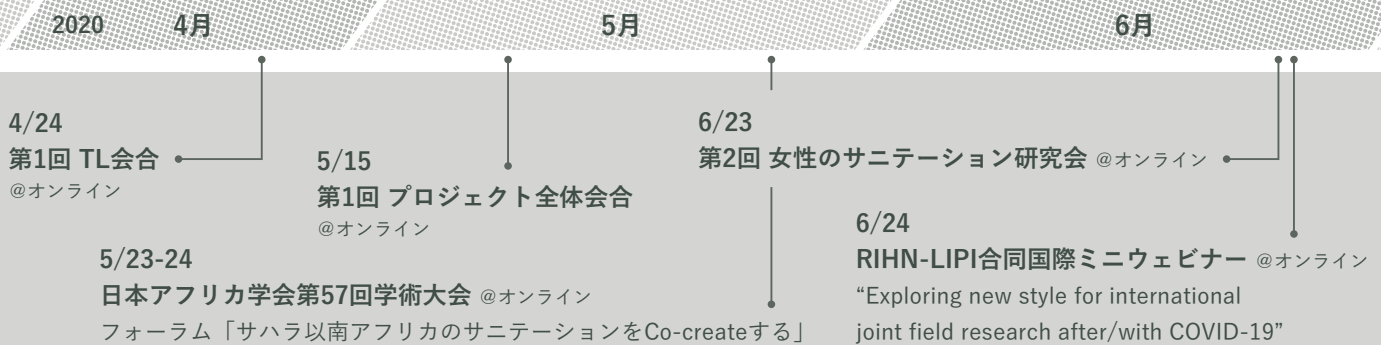 2020 4月 5月 6月
4/24
第1回 TL会合
@オンライン
5/15
第1回 プロジェクト全体会合
@オンライン
5/23-24
日本アフリカ学会第57回学術大会 @オンライン
フォーラム「サハラ以南アフリカのサニテーションをCo-createする」
6/23
第2回 女性のサニテーション研究会 @オンライン
6/24
RIHN-LIPI合同国際ミニウェビナー @オンライン
“Exploring new style for international
joint field research after/with COVID-19”